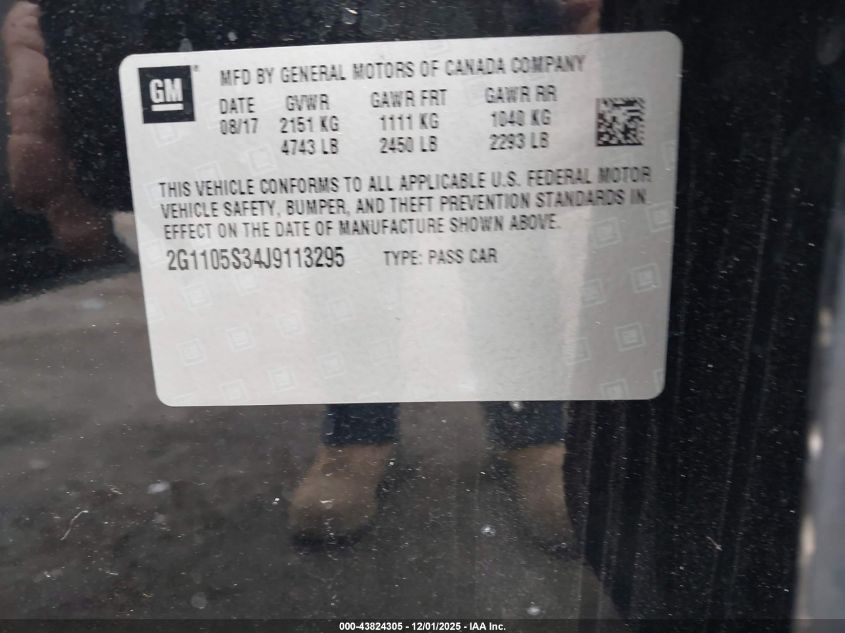 GM ® MFD BY GENERAL MOTORS OF CANADA COMPANY
DATE GVWR GAWR FRT GAWR RR
08/17 2151 KG 1111 KG 1040 KG
4743 LB 2450 LB 2293 LB
THIS VEHICLE CONFORMS TO ALL APPLICABLE U.S. FEDERAL MOTOR
VEHICLE SAFETY, BUMPER, AND THEFT PREVENTION STANDARDS IN
EFFECT ON THE DATE OF MANUFACTURE SHOWN ABOVE.
2G1105S34J9113295 TYPE: PASS CAR
000-43824305 - 12/01/2025 - IAA Inc.